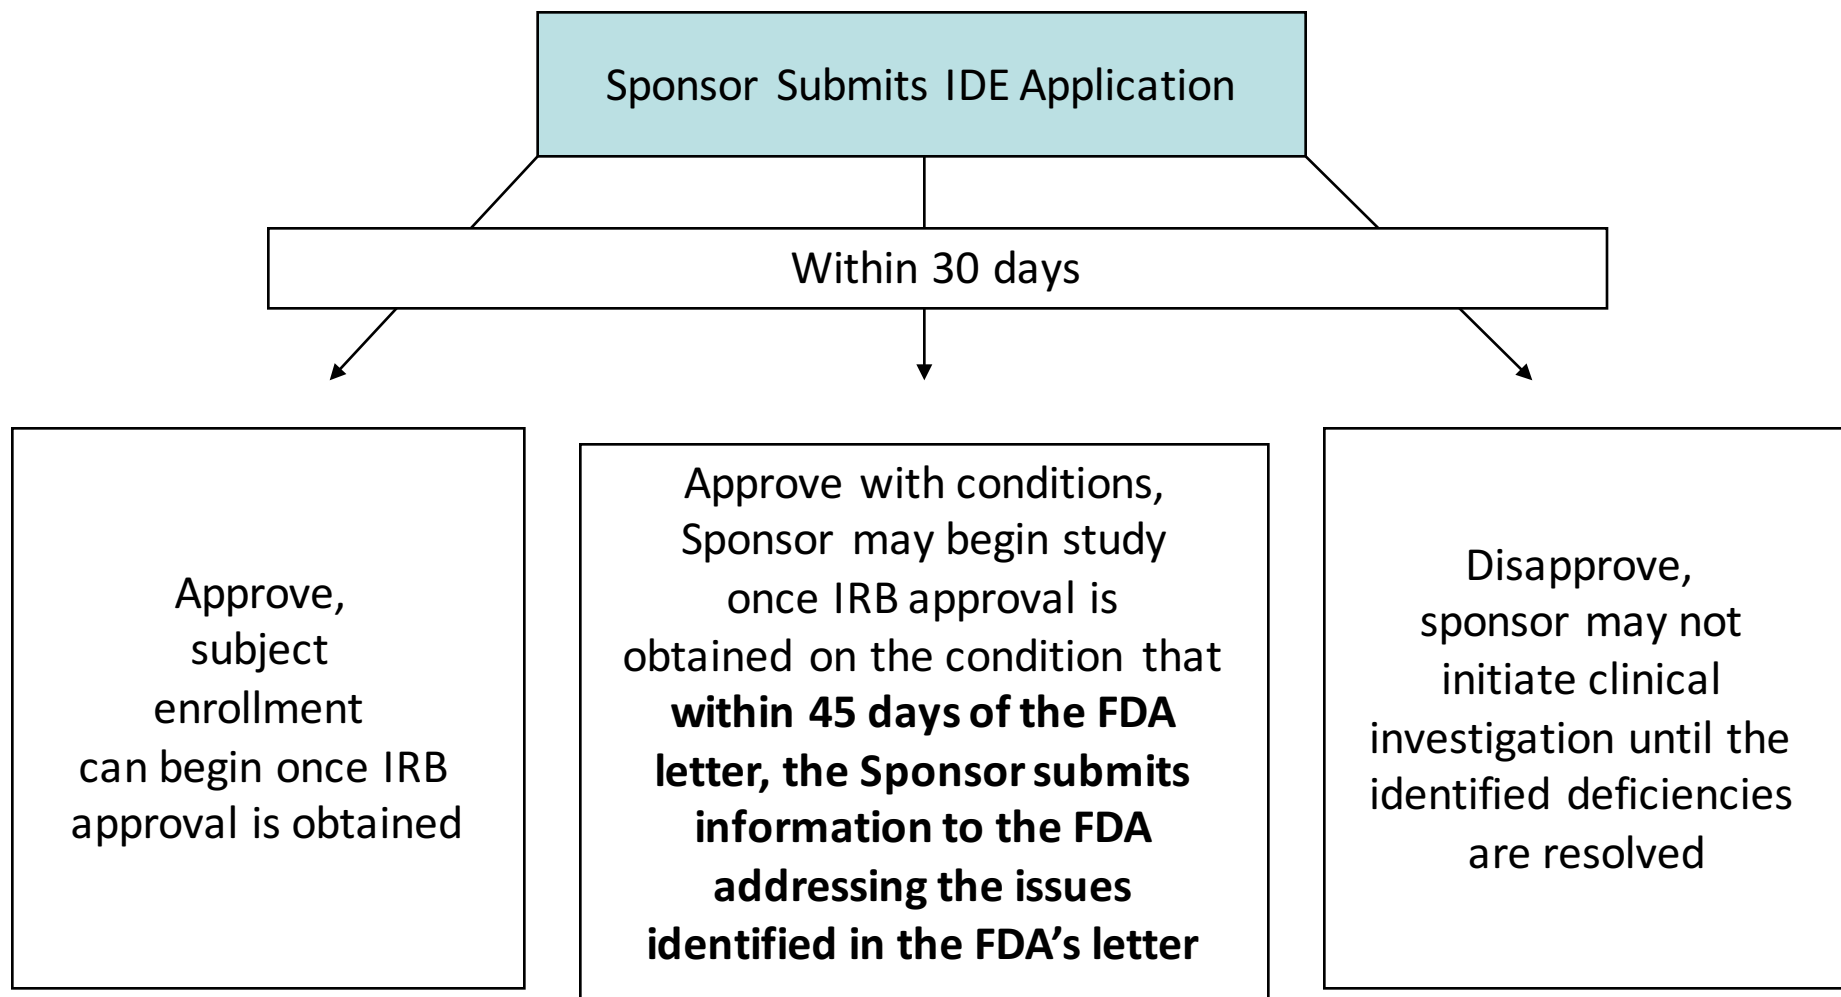 Sponsor Submits IDE Application
Within 30 days
Approve,
subject
enrollment
can begin once IRB
approval is obtained
Approve with conditions,
Sponsor may begin study
once IRB approval is
obtained on the condition that
within 45 days of the FDA
letter, the Sponsor submits
information to the FDA
addressing the issues
identified in the FDA’s letter
Disapprove,
sponsor may not
initiate clinical
investigation until the
identified deficiencies
are resolved